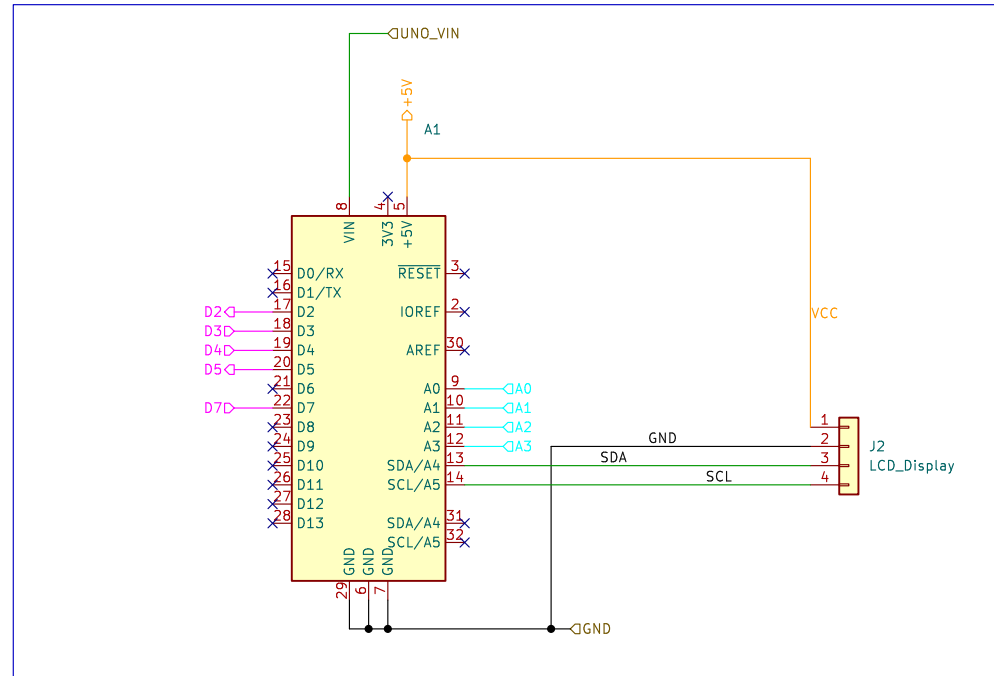 UNO_VIN
+5V
A1
8 4 5
VIN 3V3 +5V
15 D0/RX RESET 3
16 D1/TX
D2 17 D2 IOREF 2
D3 18 D3
D4 19 D4 AREF 30
D5 20 D5
21 D6 A0 9 A0
D7 22 D7 A1 10 A1
23 D8 A2 11 A2
24 D9 A3 12 A3
25 D10 SDA/A4 13
26 D11 SCL/A5 14
27 D12
28 D13 SDA/A4 31
SCL/A5 32
GND GND GND
29 6 7
GND
VCC
1
GND 2
SDA 3
SCL 4
J2
LCD_Display